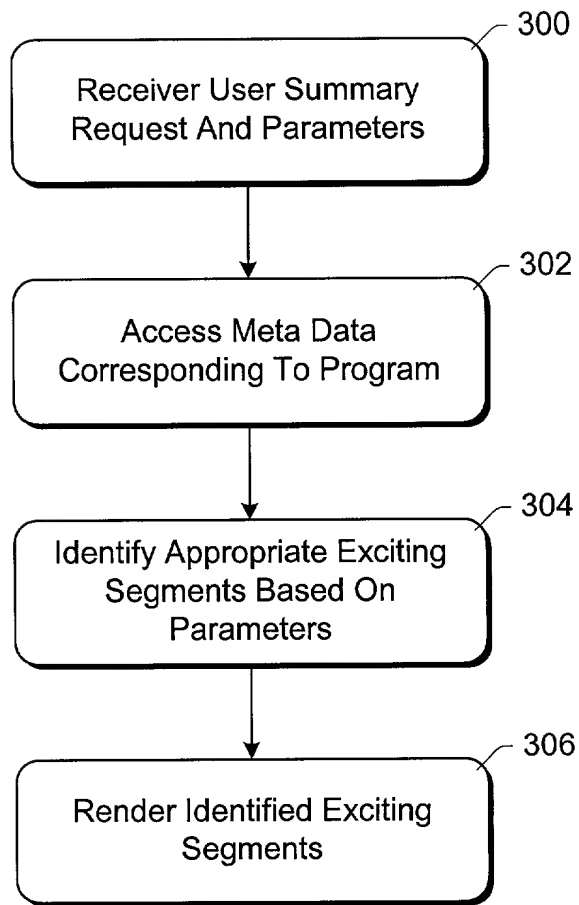 300
Receiver User Summary
Request And Parameters
302
Access Meta Data
Corresponding To Program
304
Identify Appropriate Exciting
Segments Based On
Parameters
306
Render Identified Exciting
Segments